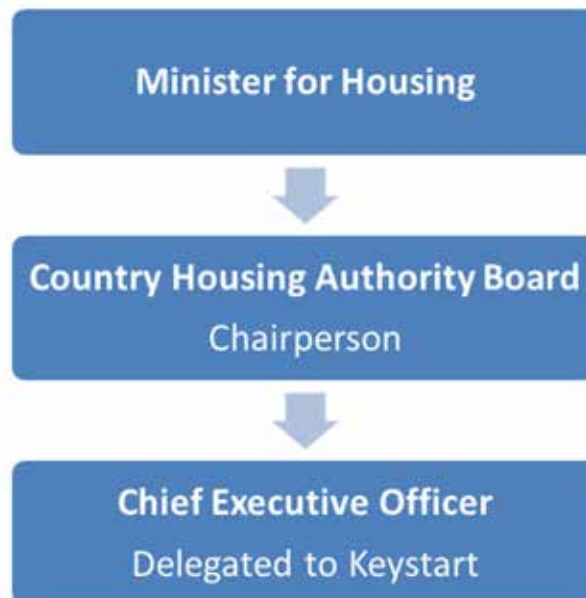 Minister for Housing
Country Housing Authority Board
Chairperson
Chief Executive Officer
Delegated to Keystart